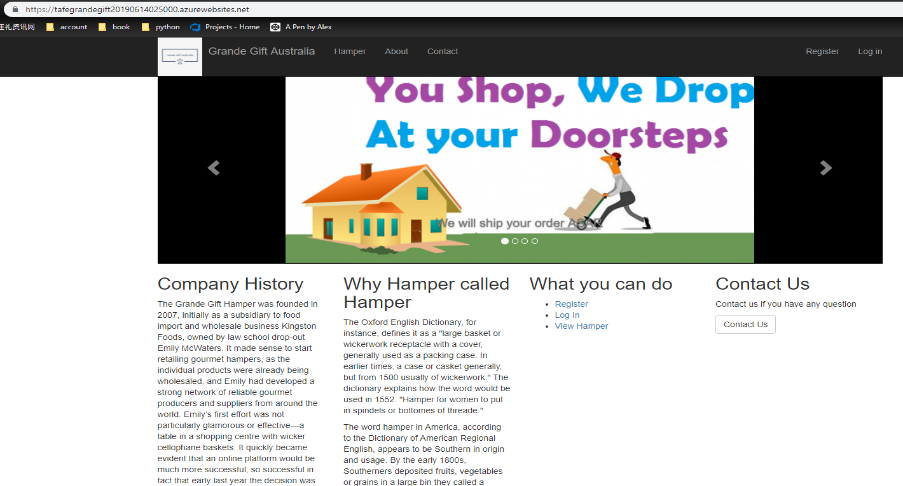 https://tafegrandegift20190614025000.azurewebsites.net
account book python Projects - Home A Pen by Alex
Grande Gift Australia Hamper About Contact Register Log in
You Shop, We Drop
At your Doorsteps
We will ship your order ASAP.
Company History
The Grande Gift Hamper was founded in
2007, initially as a subsidiary to food
import and wholesale business Kingston
Foods, owned by law school drop-out
Emily McWaters. It made sense to start
retailing gourmet hampers, as the
individual products were already being
wholesaled, and Emily had developed a
strong network of reliable gourmet
producers and suppliers from around the
world. Emily's first effort was not
particularly glamorous or effective—a
table in a shopping centre with wicker
cellophane baskets. It quickly became
evident that an online platform would be
much more successful, so successful in
fact that early last year the decision was
Why Hamper called
Hamper
The Oxford English Dictionary, for
instance, defines it as a "large basket or
wickerwork receptacle with a cover,
generally used as a packing case. In
earlier times, a case or casket generally,
but from 1500 usually of wickerwork." The
dictionary explains how the word would be
used in 1552. "Hamper for women to put
in spindels or bottomes of threade."
The word hamper in America, according
to the Dictionary of American Regional
English, appears to be Southern in origin
and usage. By the early 1800s,
Southerners deposited fruits, vegetables
or grains in a large bin they called a
What you can do
Register
Log In
View Hamper
Contact Us
Contact us if you have any question
Contact Us